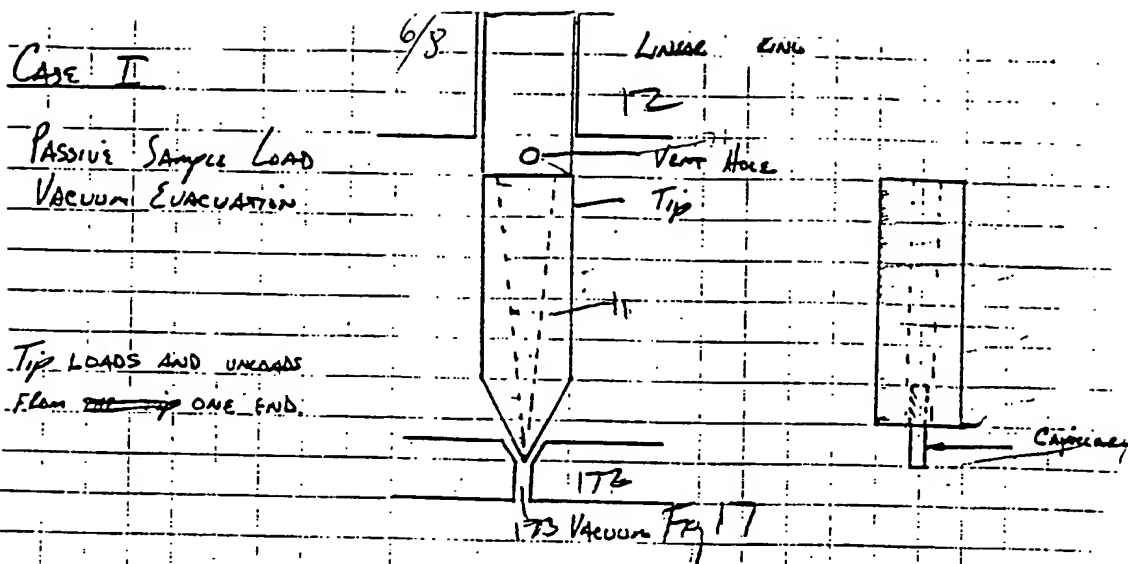 6/8
LINEAR RING
CASE II
12
PASSIVE SAMPLE LOAD
VACUUM EVACUATION
VENT HOLE
TIP
11
TIP LOADS AND UNLOADS
FROM ONE END.
CAPILLARY
172
173 VACUUM Fig 17